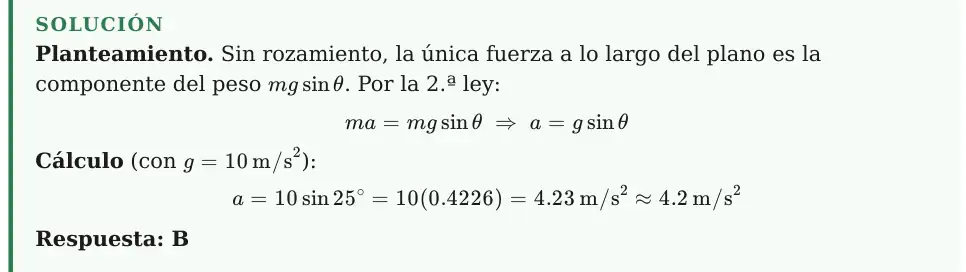 SOLUCIÓN
Planteamiento. Sin rozamiento, la única fuerza a lo largo del plano es la
componente del peso mg sin θ. Por la 2.ª ley:
ma = mg sin θ ⇒ a = g sin θ
Cálculo (con g = 10 m/s²):
a = 10 sin 25° = 10(0.4226) = 4.23 m/s² ≈ 4.2 m/s²
Respuesta: B